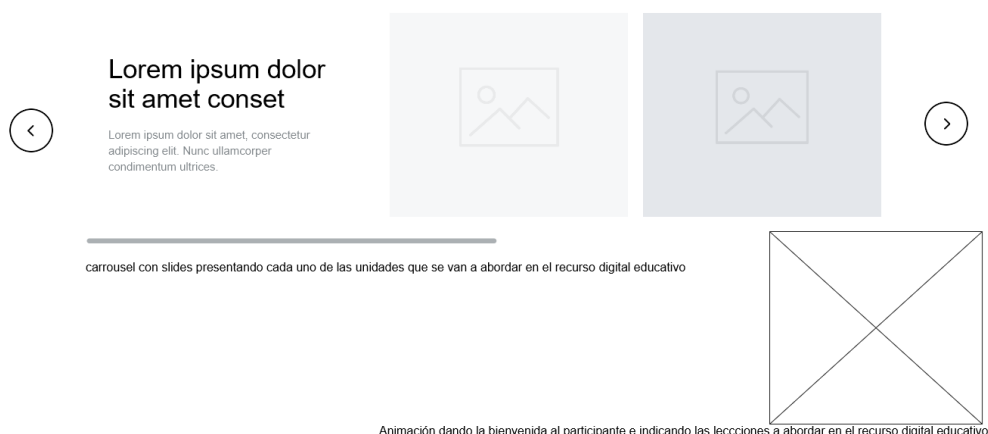 Lorem ipsum dolor
sit amet conset
Lorem ipsum dolor sit amet, consectetur
adipiscing elit. Nunc ullamcorper
condimentum ultrices.
carrousel con slides presentando cada uno de las unidades que se van a abordar en el recurso digital educativo
Animación dando la bienvenida al participante e indicando las leccciones a abordar en el recurso digital educativo